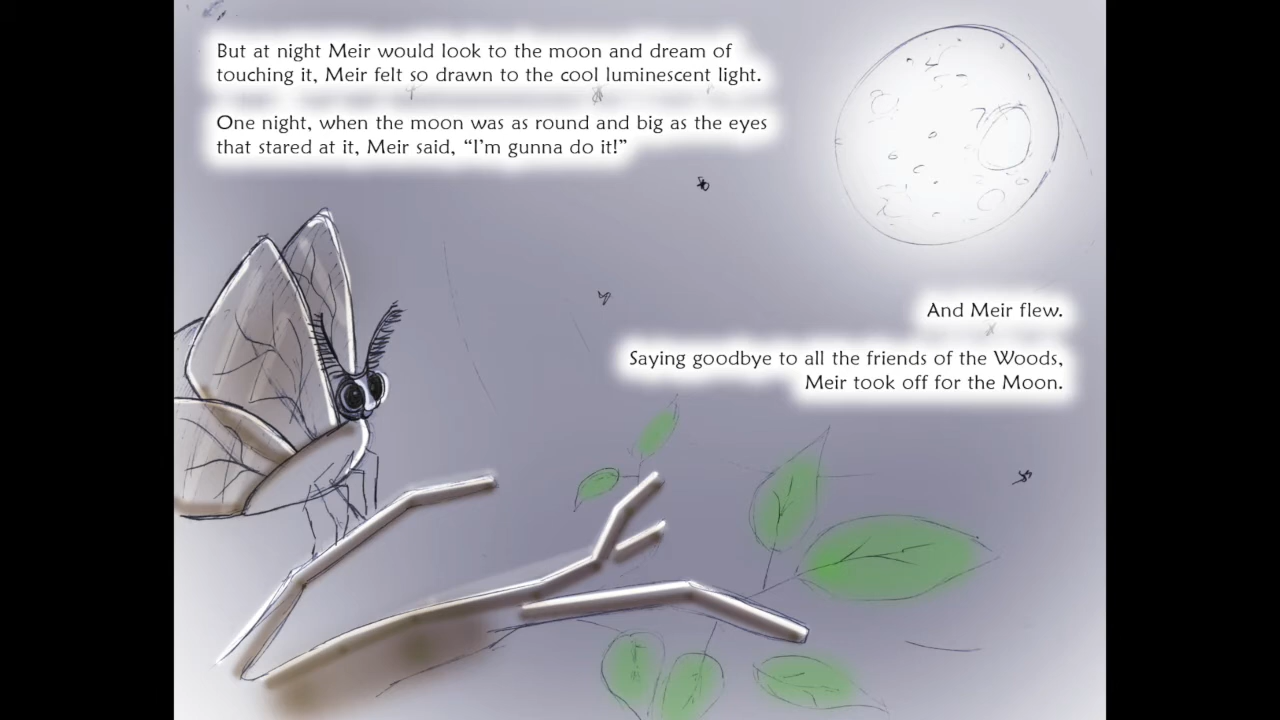 But at night Meir would look to the moon and dream of
touching it, Meir felt so drawn to the cool luminescent light.
One night, when the moon was as round and big as the eyes
that stared at it, Meir said, “I’m gunna do it!”
And Meir flew.
Saying goodbye to all the friends of the Woods,
Meir took off for the Moon.